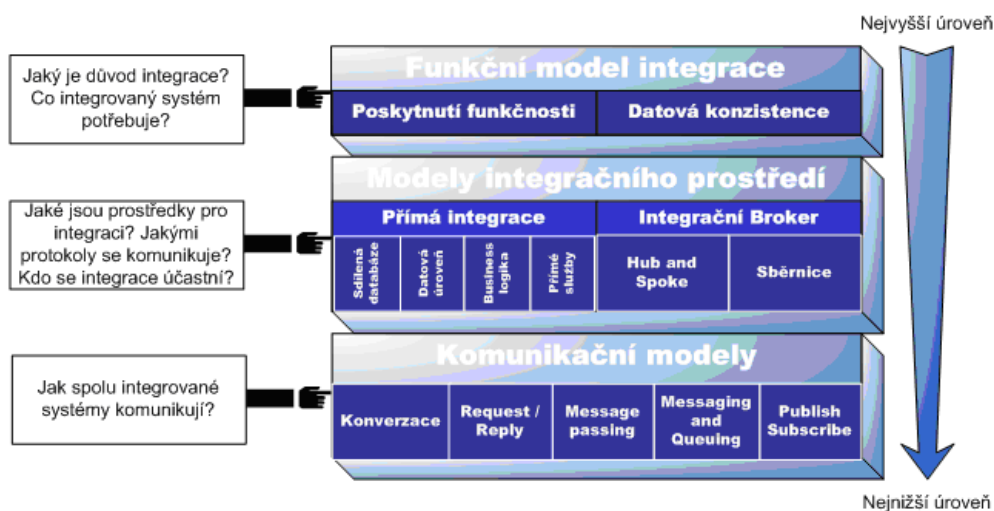 Nejvyšší úroveň
Jaký je důvod integrace?
Co integrovaný systém
potřebuje?
Funkční model integrace
Poskytnutí funkčnosti
Datová konzistence
Jaké jsou prostředky pro
integraci? Jakými
protokoly se komunikuje?
Kdo se integrace účastní?
Modely integračního prostředí
Přímá integrace
Integrační Broker
Sdílená
databáze
Datová
úroveň
Business
logika
Přímé
služby
Hub and
Spoke
Sběrnice
Jak spolu integrované
systémy komunikují?
Komunikační modely
Konverzace
Request /
Reply
Message
passing
Messaging
and
Queuing
Publish
Subscribe
Nejnižší úroveň